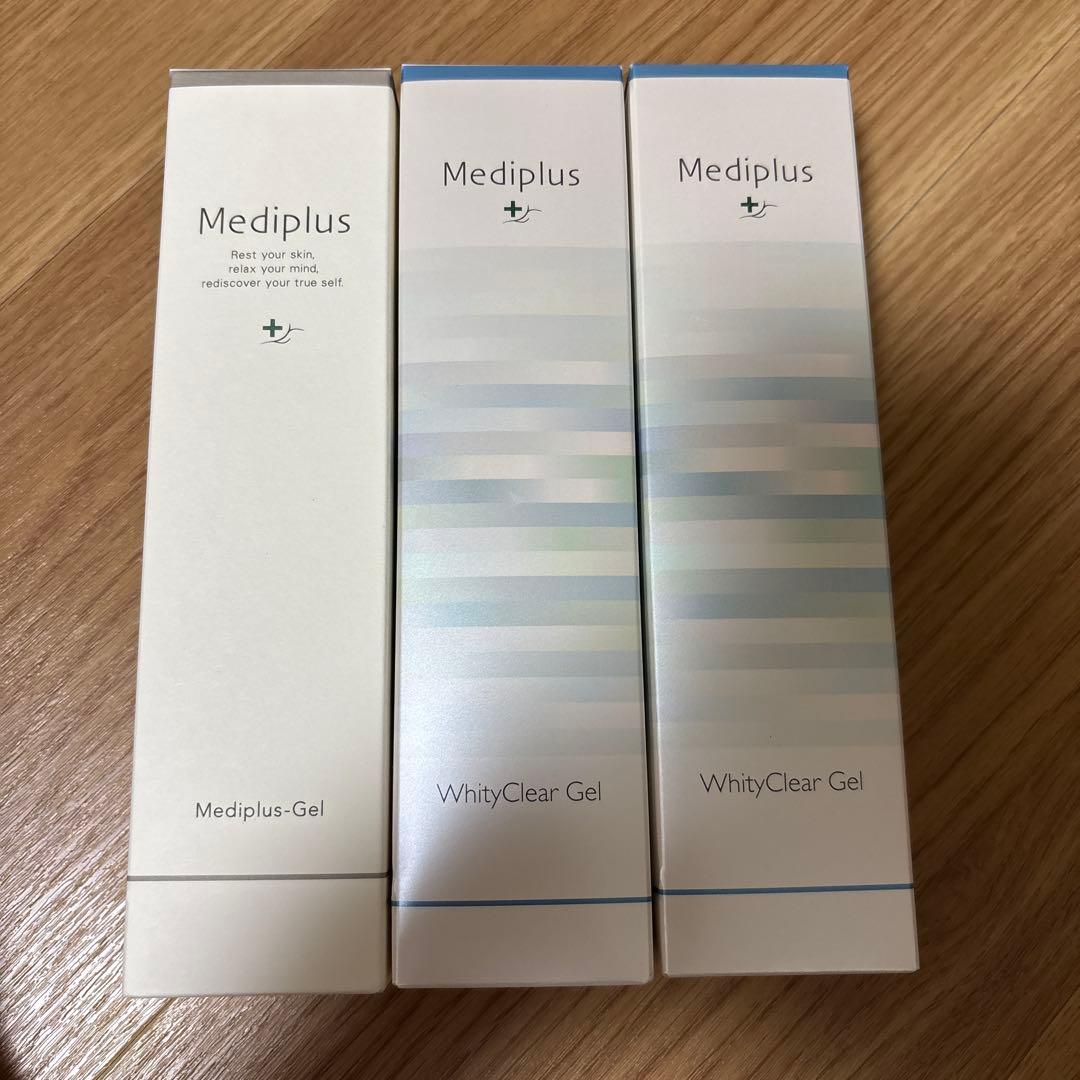 Mediplus
Rest your skin,
relax your mind,
rediscover your true self.
Mediplus-Gel
Mediplus
WhityClear Gel
Mediplus
WhityClear Gel